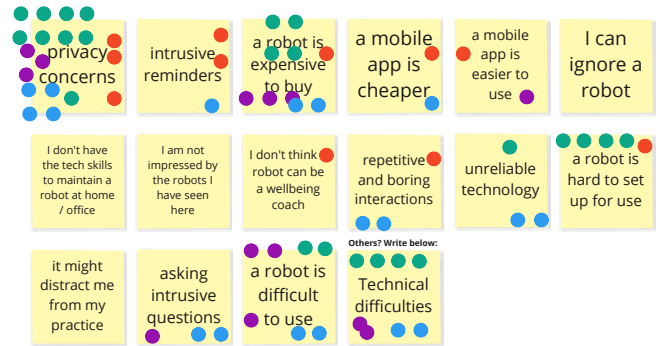 privacy
concerns
intrusive
reminders
a robot is
expensive
to buy
a mobile
app is
cheaper
a mobile
app is
easier to
use
I can
ignore a
robot
I don't have
the tech skills
to maintain a
robot at home
/ office
I am not
impressed by
the robots I
have seen
here
I don't think
robot can be
a wellbeing
coach
repetitive
and boring
interactions
unreliable
technology
a robot is
hard to set
up for use
it might
distract me
from my
practice
asking
intrusive
questions
a robot is
difficult
to use
Others? Write below:
Technical
difficulties